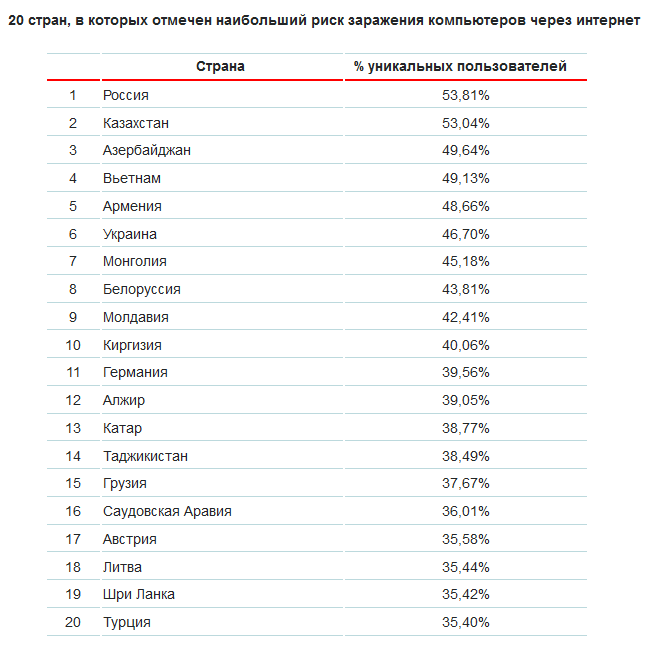 20 стран, в которых отмечен наибольший риск заражения компьютеров через интернет
Страна % уникальных пользователей
1 Россия 53,81%
2 Казахстан 53,04%
3 Азербайджан 49,64%
4 Вьетнам 49,13%
5 Армения 48,66%
6 Украина 46,70%
7 Монголия 45,18%
8 Белоруссия 43,81%
9 Молдавия 42,41%
10 Киргизия 40,06%
11 Германия 39,56%
12 Алжир 39,05%
13 Катар 38,77%
14 Таджикистан 38,49%
15 Грузия 37,67%
16 Саудовская Аравия 36,01%
17 Австрия 35,58%
18 Литва 35,44%
19 Шри Ланка 35,42%
20 Турция 35,40%